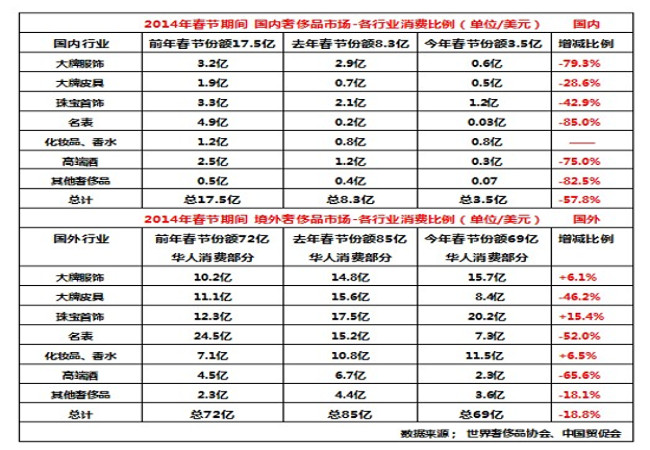 2014年春节期间 国内奢侈品市场-各行业消费比例（单位/美元） 国内
国内行业 前年春节份额17.5亿 去年春节份额8.3亿 今年春节份额3.5亿 增减比例
大牌服饰 3.2亿 2.9亿 0.6亿 -79.3%
大牌皮具 1.9亿 0.7亿 0.5亿 -28.6%
珠宝首饰 3.3亿 2.1亿 1.2亿 -42.9%
名表 4.9亿 0.2亿 0.03亿 -85.0%
化妆品、香水 1.2亿 0.8亿 0.8亿 ——
高端酒 2.5亿 1.2亿 0.3亿 -75.0%
其他奢侈品 0.5亿 0.4亿 0.07 -82.5%
总计 总17.5亿 总8.3亿 总3.5亿 -57.8%
2014年春节期间 境外奢侈品市场-各行业消费比例（单位/美元） 国外
国外行业 前年春节份额72亿 去年春节份额85亿 今年春节份额69亿 增减比例
华人消费部分 华人消费部分 华人消费部分
大牌服饰 10.2亿 14.8亿 15.7亿 +6.1%
大牌皮具 11.1亿 15.6亿 8.4亿 -46.2%
珠宝首饰 12.3亿 17.5亿 20.2亿 +15.4%
名表 24.5亿 15.2亿 7.3亿 -52.0%
化妆品、香水 7.1亿 10.8亿 11.5亿 +6.5%
高端酒 4.5亿 6.7亿 2.3亿 -65.6%
其他奢侈品 2.3亿 4.4亿 3.6亿 -18.1%
总计 总72亿 总85亿 总69亿 -18.8%
数据来源； 世界奢侈品协会、中国贸促会